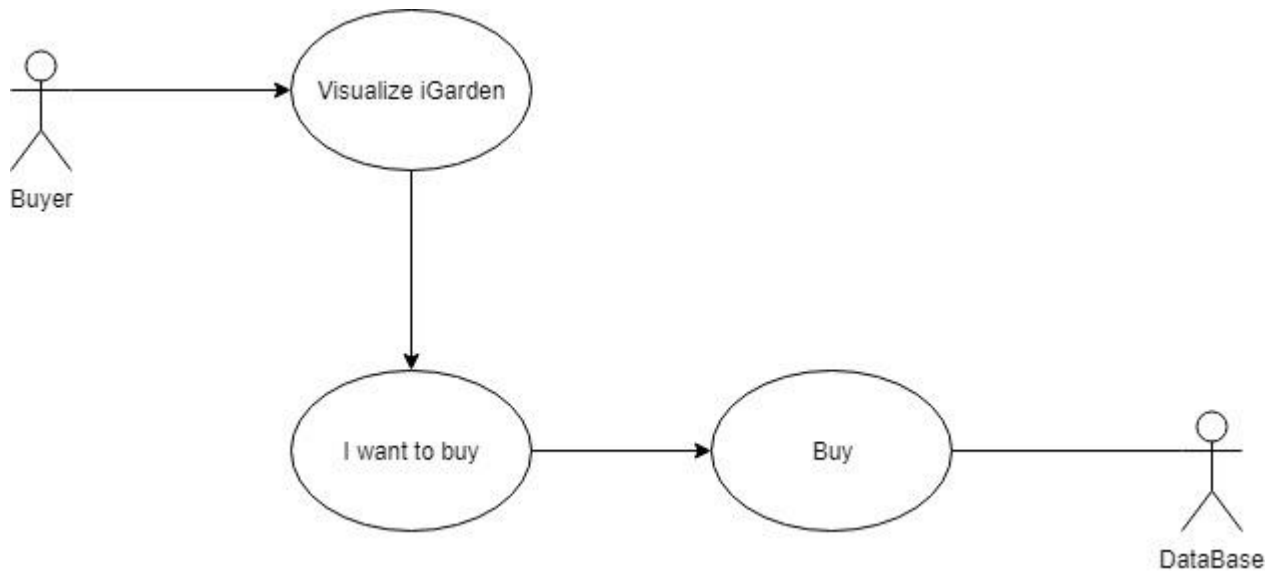 Visualize iGarden
Buyer
I want to buy
Buy
DataBase